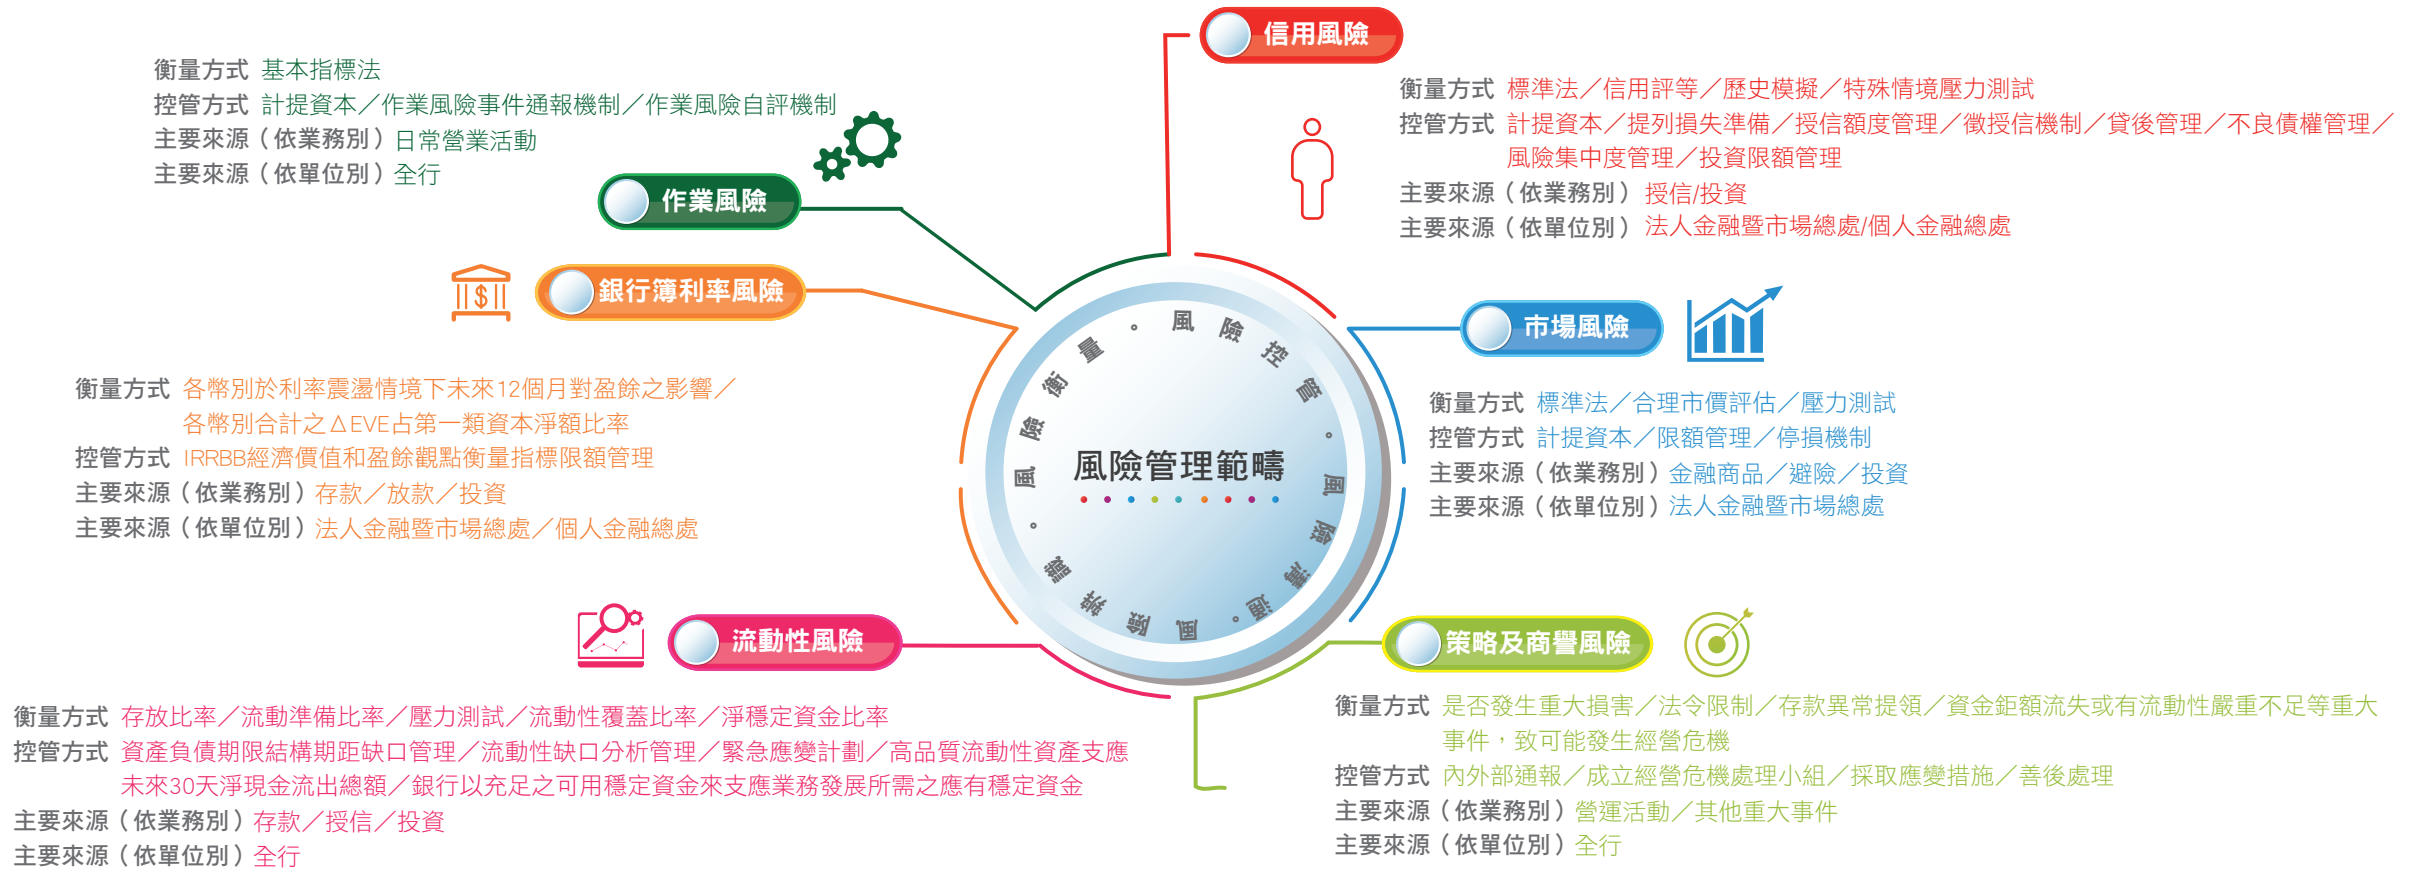 信用風險
衡量方式 標準法／信用評等／歷史模擬／特殊情境壓力測試
控管方式 計提資本／提列損失準備／授信額度管理／徵授信機制／貸後管理／不良債權管理／
風險集中度管理／投資限額管理
主要來源（依業務別） 授信/投資
主要來源（依單位別） 法人金融暨市場總處/個人金融總處
衡量方式 基本指標法
控管方式 計提資本／作業風險事件通報機制／作業風險自評機制
主要來源（依業務別）日常營業活動
主要來源（依單位別）全行
作業風險
銀行簿利率風險
衡量方式 各幣別於利率震盪情境下未來12個月對盈餘之影響／
各幣別合計之△EVE占第一類資本淨額比率
控管方式 IRRBB經濟價值和盈餘觀點衡量指標限額管理
主要來源（依業務別）存款／放款／投資
主要來源（依單位別）法人金融暨市場總處／個人金融總處
風險控管。風險溝通。風險辨識。風險衡量。
風險管理範疇
市場風險
衡量方式 標準法／合理市價評估／壓力測試
控管方式 計提資本／限額管理／停損機制
主要來源（依業務別）金融商品／避險／投資
主要來源（依單位別）法人金融暨市場總處
流動性風險
衡量方式 存放比率／流動準備比率／壓力測試／流動性覆蓋比率／淨穩定資金比率
控管方式 資產負債期限結構期距缺口管理／流動性缺口分析管理／緊急應變計劃／高品質流動性資產支應
未來30天淨現金流出總額／銀行以充足之可用穩定資金來支應業務發展所需之應有穩定資金
主要來源（依業務別）存款／授信／投資
主要來源（依單位別）全行
策略及商譽風險
衡量方式 是否發生重大損害／法令限制／存款異常提領／資金鉅額流失或有流動性嚴重不足等重大
事件，致可能發生經營危機
控管方式 內外部通報／成立經營危機處理小組／採取應變措施／善後處理
主要來源（依業務別）營運活動／其他重大事件
主要來源（依單位別）全行